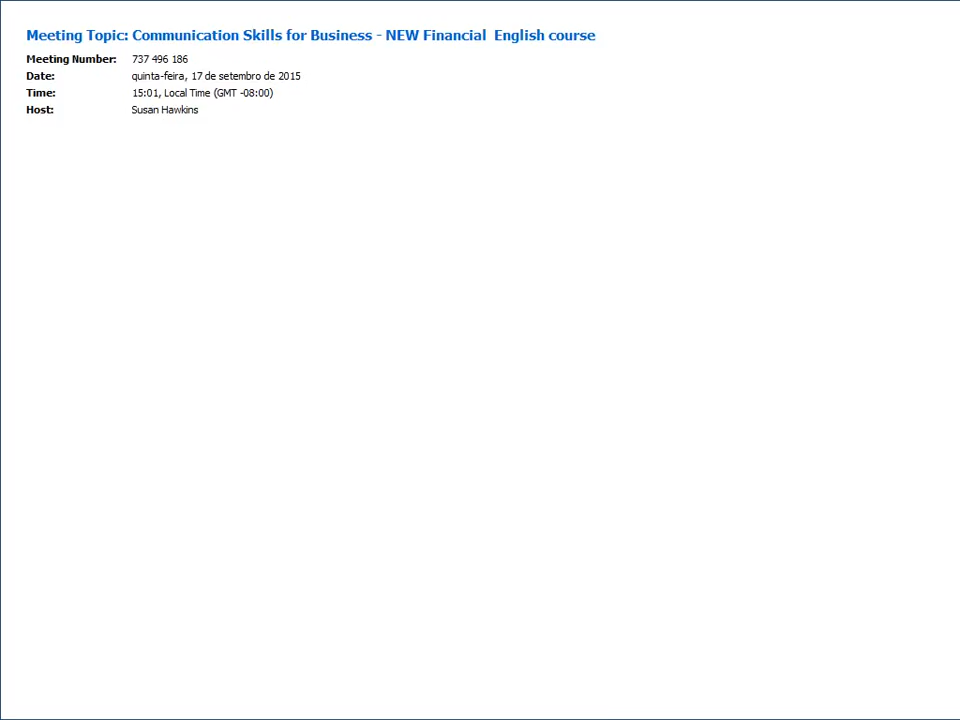 Meeting Topic: Communication Skills for Business - NEW Financial  English course
Meeting Number: 737 496 186
Date: quinta-feira, 17 de setembro de 2015
Time: 15:01, Local Time (GMT -08:00)
Host: Susan Hawkins